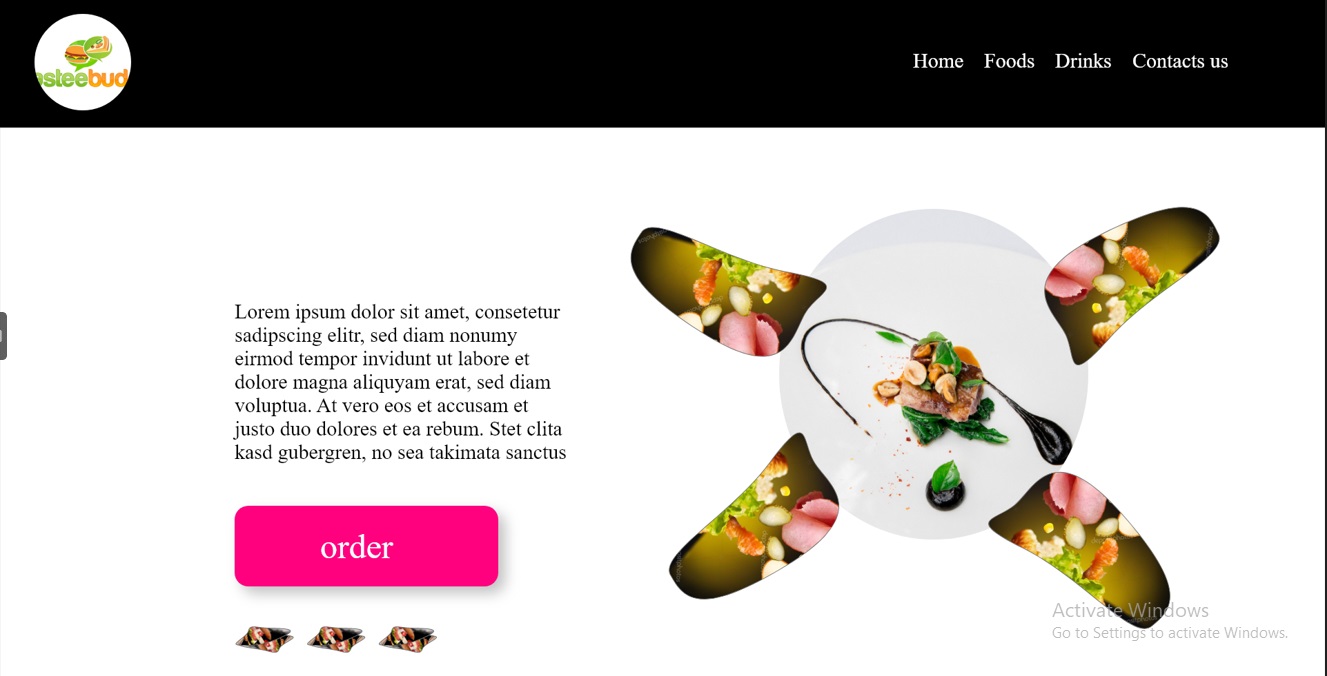 asteebud
Home Foods Drinks Contacts us
Lorem ipsum dolor sit amet, consetetur
sadipscing elitr, sed diam nonumy
eirmod tempor invidunt ut labore et
dolore magna aliquyam erat, sed diam
voluptua. At vero eos et accusam et
justo duo dolores et ea rebum. Stet clita
kasd gubergren, no sea takimata sanctus
order
Activate Windows
Go to Settings to activate Windows.